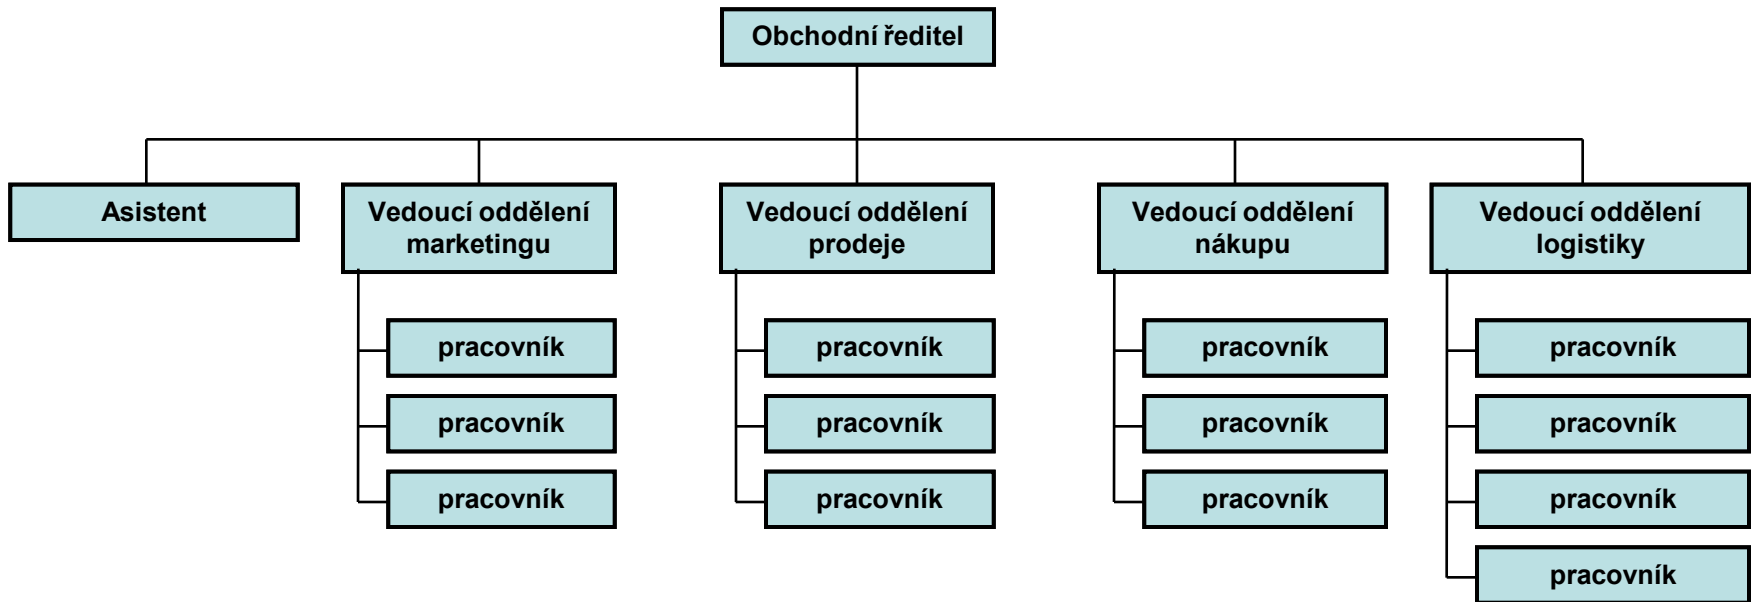 Obchodní ředitel
Asistent
Vedoucí oddělení
marketingu
Vedoucí oddělení
prodeje
Vedoucí oddělení
nákupu
Vedoucí oddělení
logistiky
pracovník
pracovník
pracovník
pracovník
pracovník
pracovník
pracovník
pracovník
pracovník
pracovník
pracovník
pracovník
pracovník